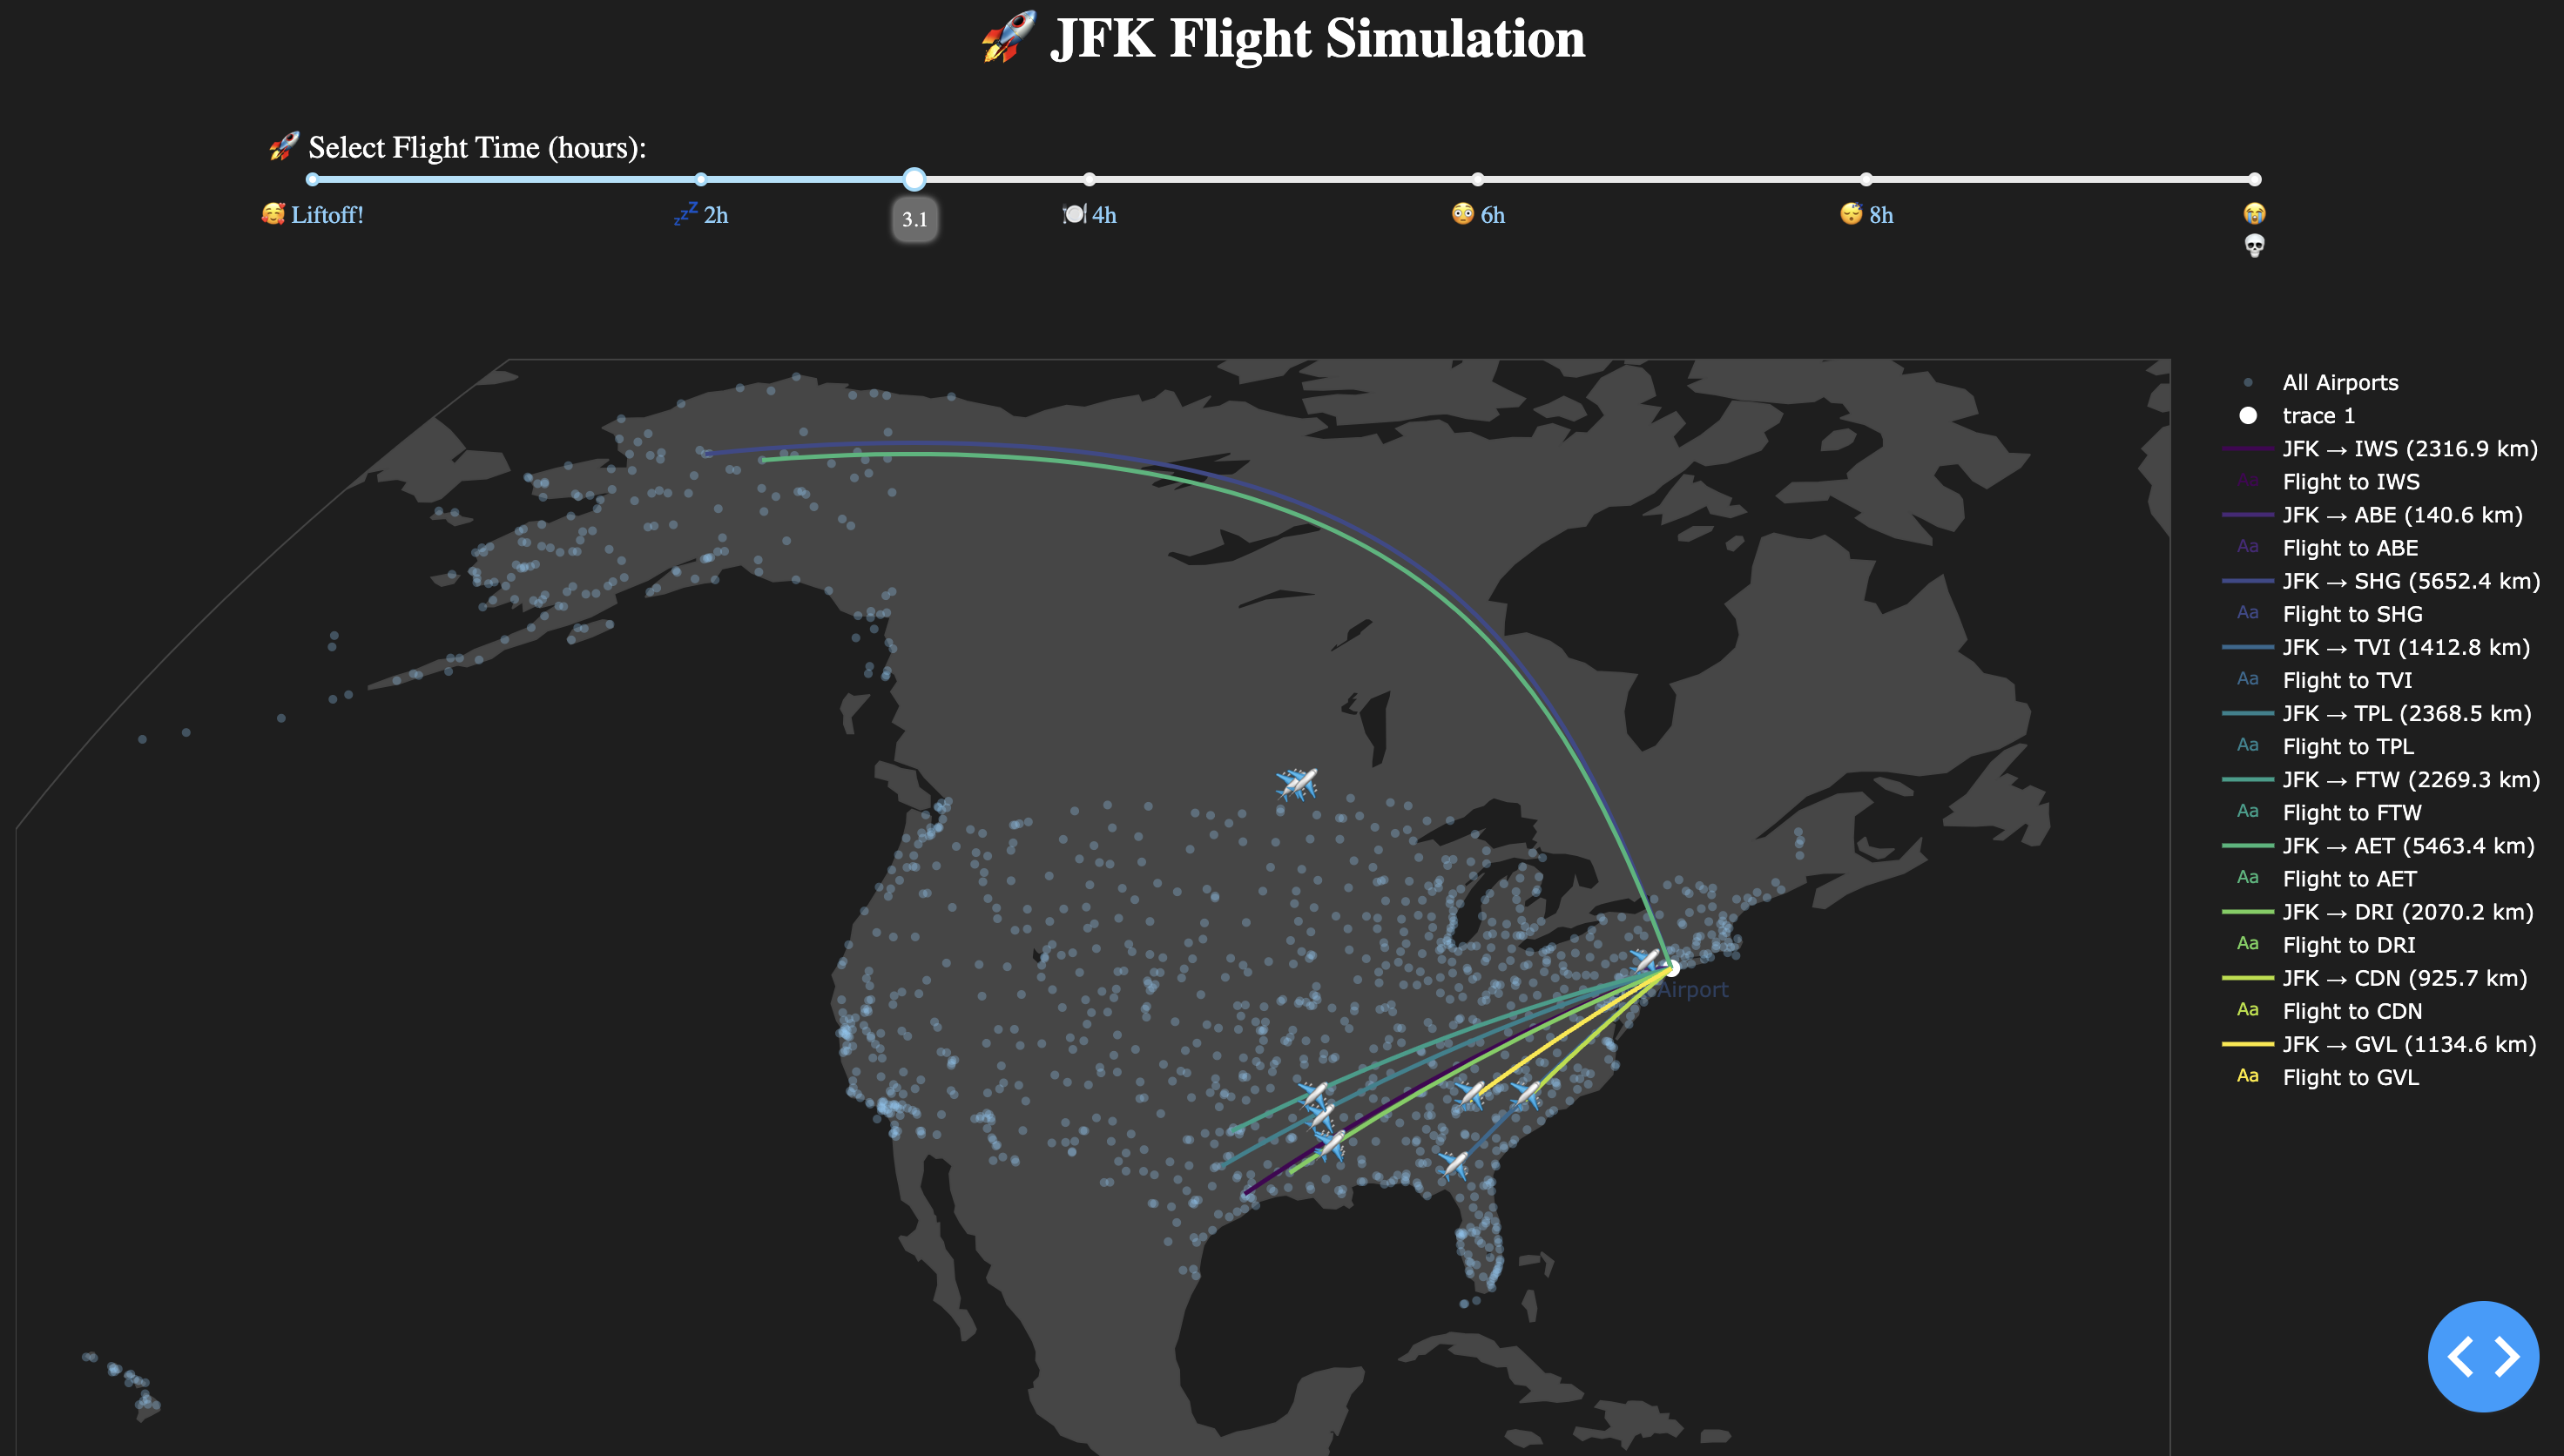 JFK Flight Simulation
Select Flight Time (hours):
Liftoff!
2h
3.1
4h
6h
8h
All Airports
trace 1
JFK → IWS (2316.9 km)
Aa Flight to IWS
JFK → ABE (140.6 km)
Aa Flight to ABE
JFK → SHG (5652.4 km)
Aa Flight to SHG
JFK → TVI (1412.8 km)
Aa Flight to TVI
JFK → TPL (2368.5 km)
Aa Flight to TPL
JFK → FTW (2269.3 km)
Aa Flight to FTW
JFK → AET (5463.4 km)
Aa Flight to AET
JFK → DRI (2070.2 km)
Aa Flight to DRI
JFK → CDN (925.7 km)
Aa Flight to CDN
JFK → GVL (1134.6 km)
Aa Flight to GVL
Airport